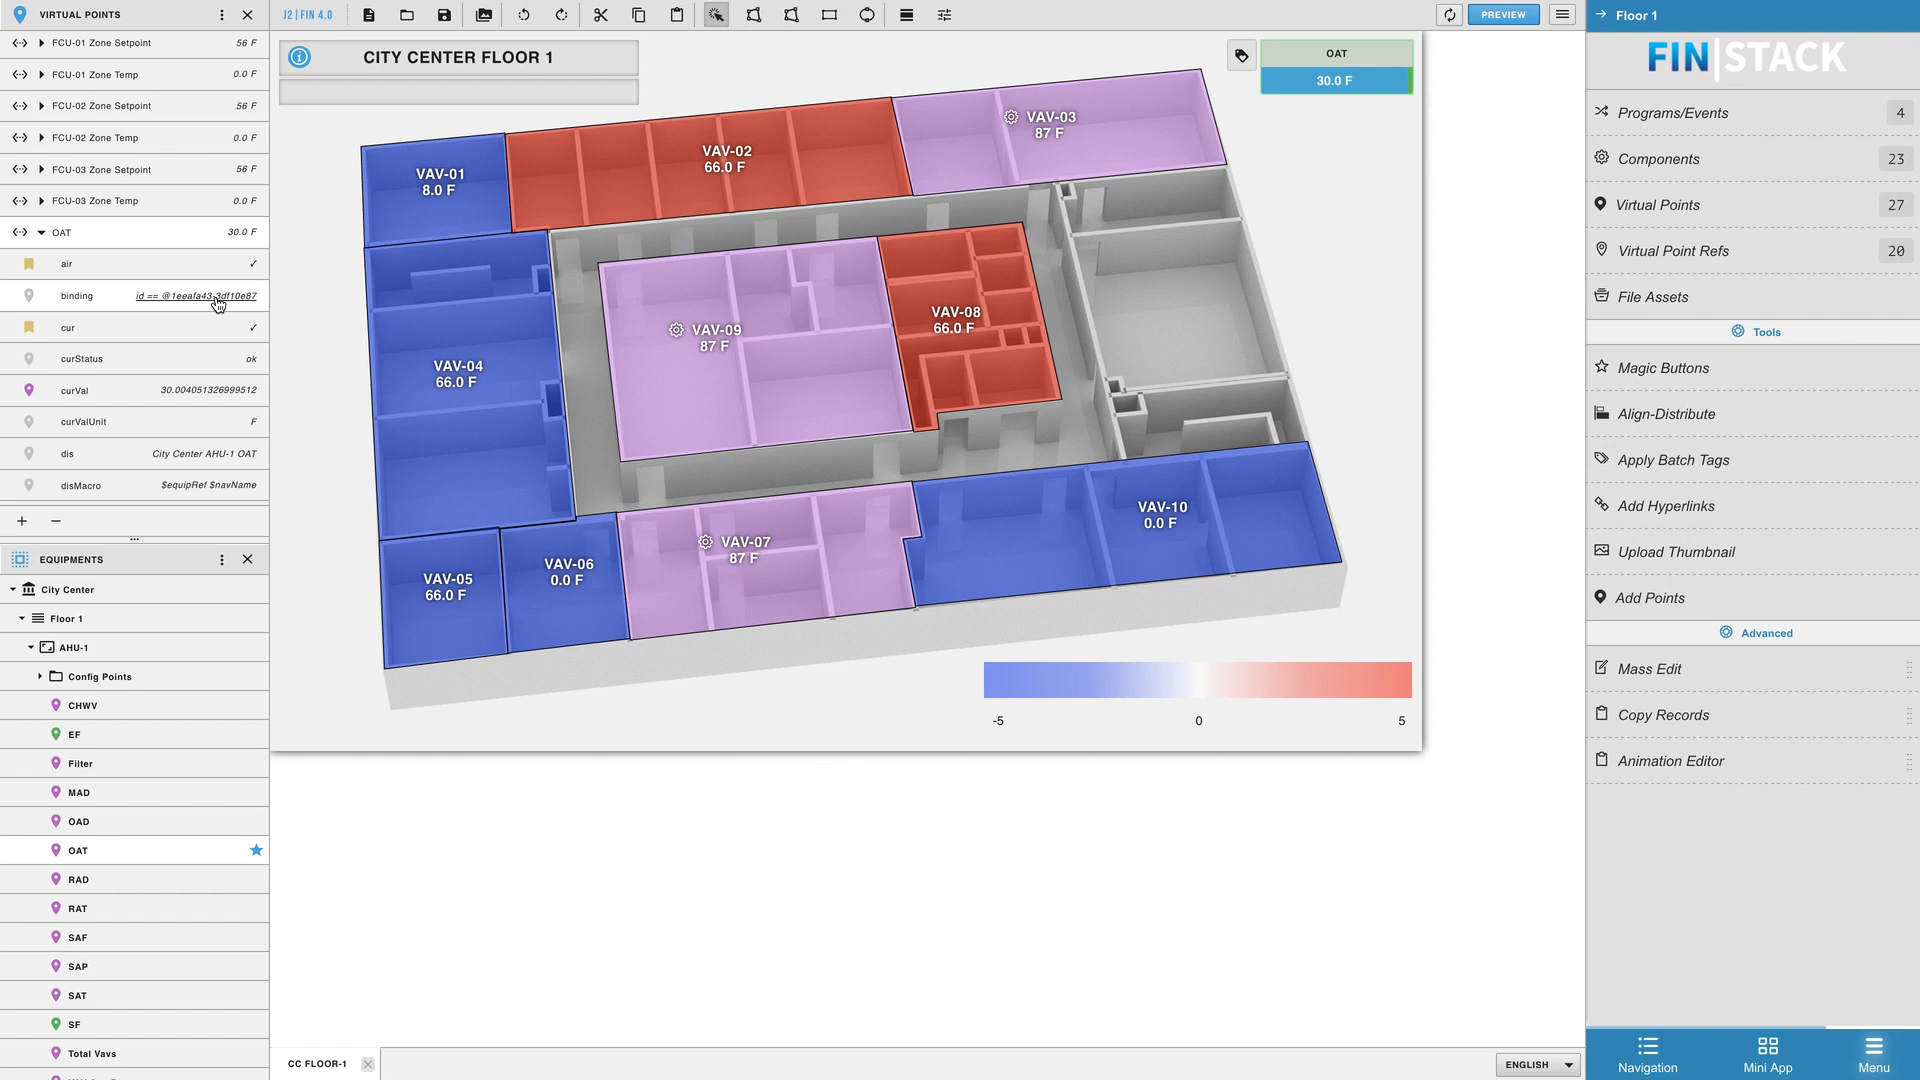 VIRTUAL POINTS
FCU-01 Zone Setpoint 56 F
FCU-01 Zone Temp 0.0 F
FCU-02 Zone Setpoint 56 F
FCU-02 Zone Temp 0.0 F
FCU-03 Zone Setpoint 56 F
FCU-03 Zone Temp 0.0 F
OAT 30.0 F
air ✓
binding id == @1eeafa43-3df10e87
cur ✓
curStatus ok
curVal 30.004051326999512
curValUnit F
dis City Center AHU-1 OAT
disMacro $equipRef $navName
EQUIPMENTS
City Center
Floor 1
AHU-1
Config Points
CHWV
EF
Filter
MAD
OAD
OAT
RAD
RAT
SAF
SAP
SAT
SF
Total Vavs
J2 | FIN 4.0
PREVIEW
CITY CENTER FLOOR 1
OAT
30.0 F
VAV-01
8.0 F
VAV-02
66.0 F
VAV-03
87 F
VAV-04
66.0 F
VAV-09
87 F
VAV-08
66.0 F
VAV-05
66.0 F
VAV-06
0.0 F
VAV-07
87 F
VAV-10
0.0 F
-5 0 5
CC FLOOR-1
ENGLISH
Floor 1
FIN|STACK
Programs/Events 4
Components 23
Virtual Points 27
Virtual Point Refs 20
File Assets
Tools
Magic Buttons
Align-Distribute
Apply Batch Tags
Add Hyperlinks
Upload Thumbnail
Add Points
Advanced
Mass Edit
Copy Records
Animation Editor
Navigation Mini App Menu